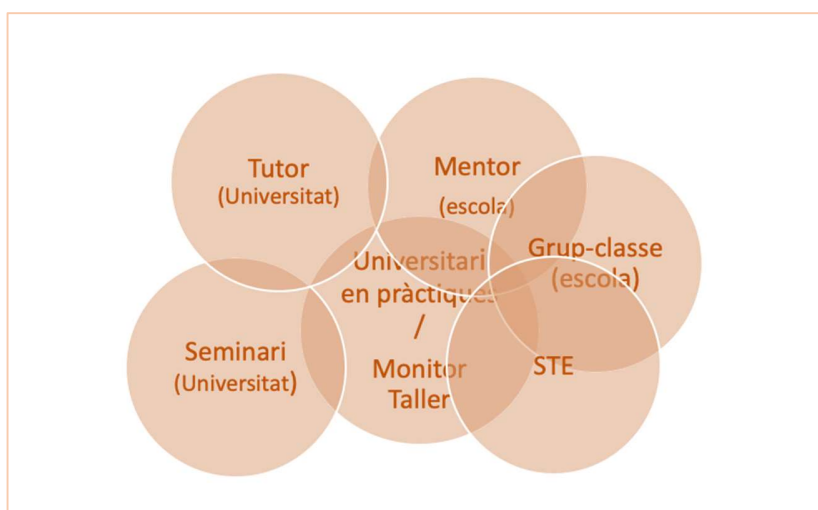 Tutor
(Universitat)
Mentor
(escola)
Grup-classe
(escola)
Universitari
en pràctiques
/
Monitor
Taller
Seminari
(Universitat)
STE